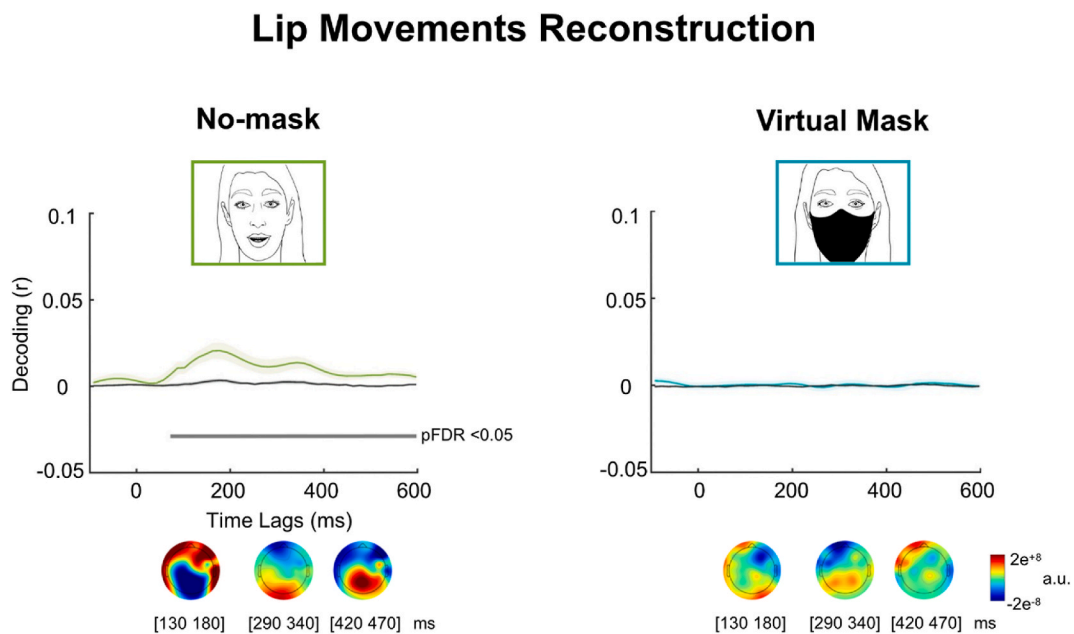 Lip Movements Reconstruction
No-mask
Virtual Mask
0.1
0.05
0
-0.05
Decoding (r)
pFDR <0.05
0 200 400 600
Time Lags (ms)
[130 180] [290 340] [420 470] ms
0.1
0.05
0
-0.05
0 200 400 600
[130 180] [290 340] [420 470] ms
2e+8
a.u.
-2e-8